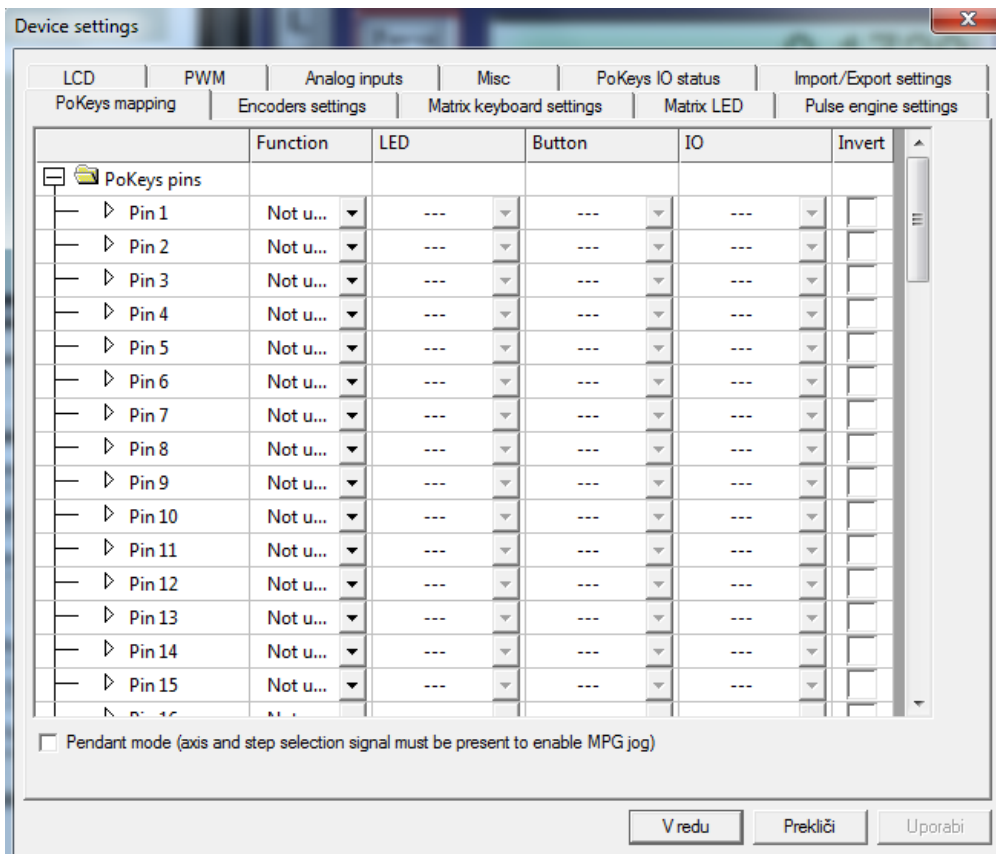 Device settings
LCD PWM Analog inputs Misc PoKeys IO status Import/Export settings
PoKeys mapping Encoders settings Matrix keyboard settings Matrix LED Pulse engine settings
Function LED Button IO Invert
PoKeys pins
Pin 1 Not u... --- --- ---
Pin 2 Not u... --- --- ---
Pin 3 Not u... --- --- ---
Pin 4 Not u... --- --- ---
Pin 5 Not u... --- --- ---
Pin 6 Not u... --- --- ---
Pin 7 Not u... --- --- ---
Pin 8 Not u... --- --- ---
Pin 9 Not u... --- --- ---
Pin 10 Not u... --- --- ---
Pin 11 Not u... --- --- ---
Pin 12 Not u... --- --- ---
Pin 13 Not u... --- --- ---
Pin 14 Not u... --- --- ---
Pin 15 Not u... --- --- ---
Pendant mode (axis and step selection signal must be present to enable MPG jog)
V redu Prekliči Uporabi